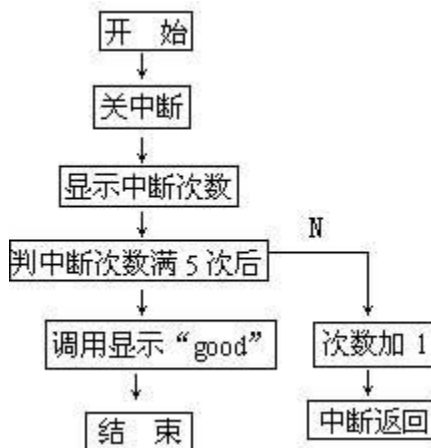 开 始
关中断
显示中断次数
N
判中断次数满 5 次后
调用显示“good”
次数加 1
结 束
中断返回